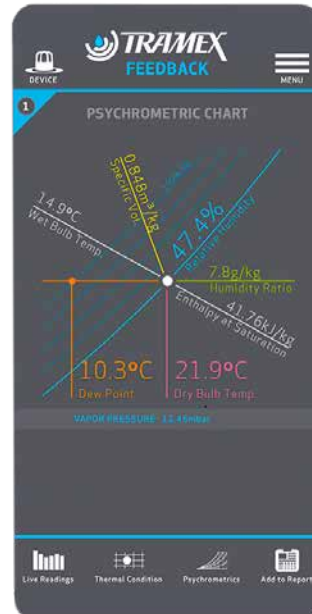 TRAMEX
FEEDBACK
DEVICE
MENU
1
PSYCHROMETRIC CHART
0.848m³/kg
Specific Vol.
14.9°C
Wet Bulb Temp.
47.4%
Relative Humidity
7.8g/kg
Humidity Ratio
41.76kJ/kg
Enthalpy at Saturation
10.3°C
Dew Point
21.9°C
Dry Bulb Temp.
VAPOR PRESSURE:
Live Readings
Thermal Condition
Psychrometrics
Add to Report